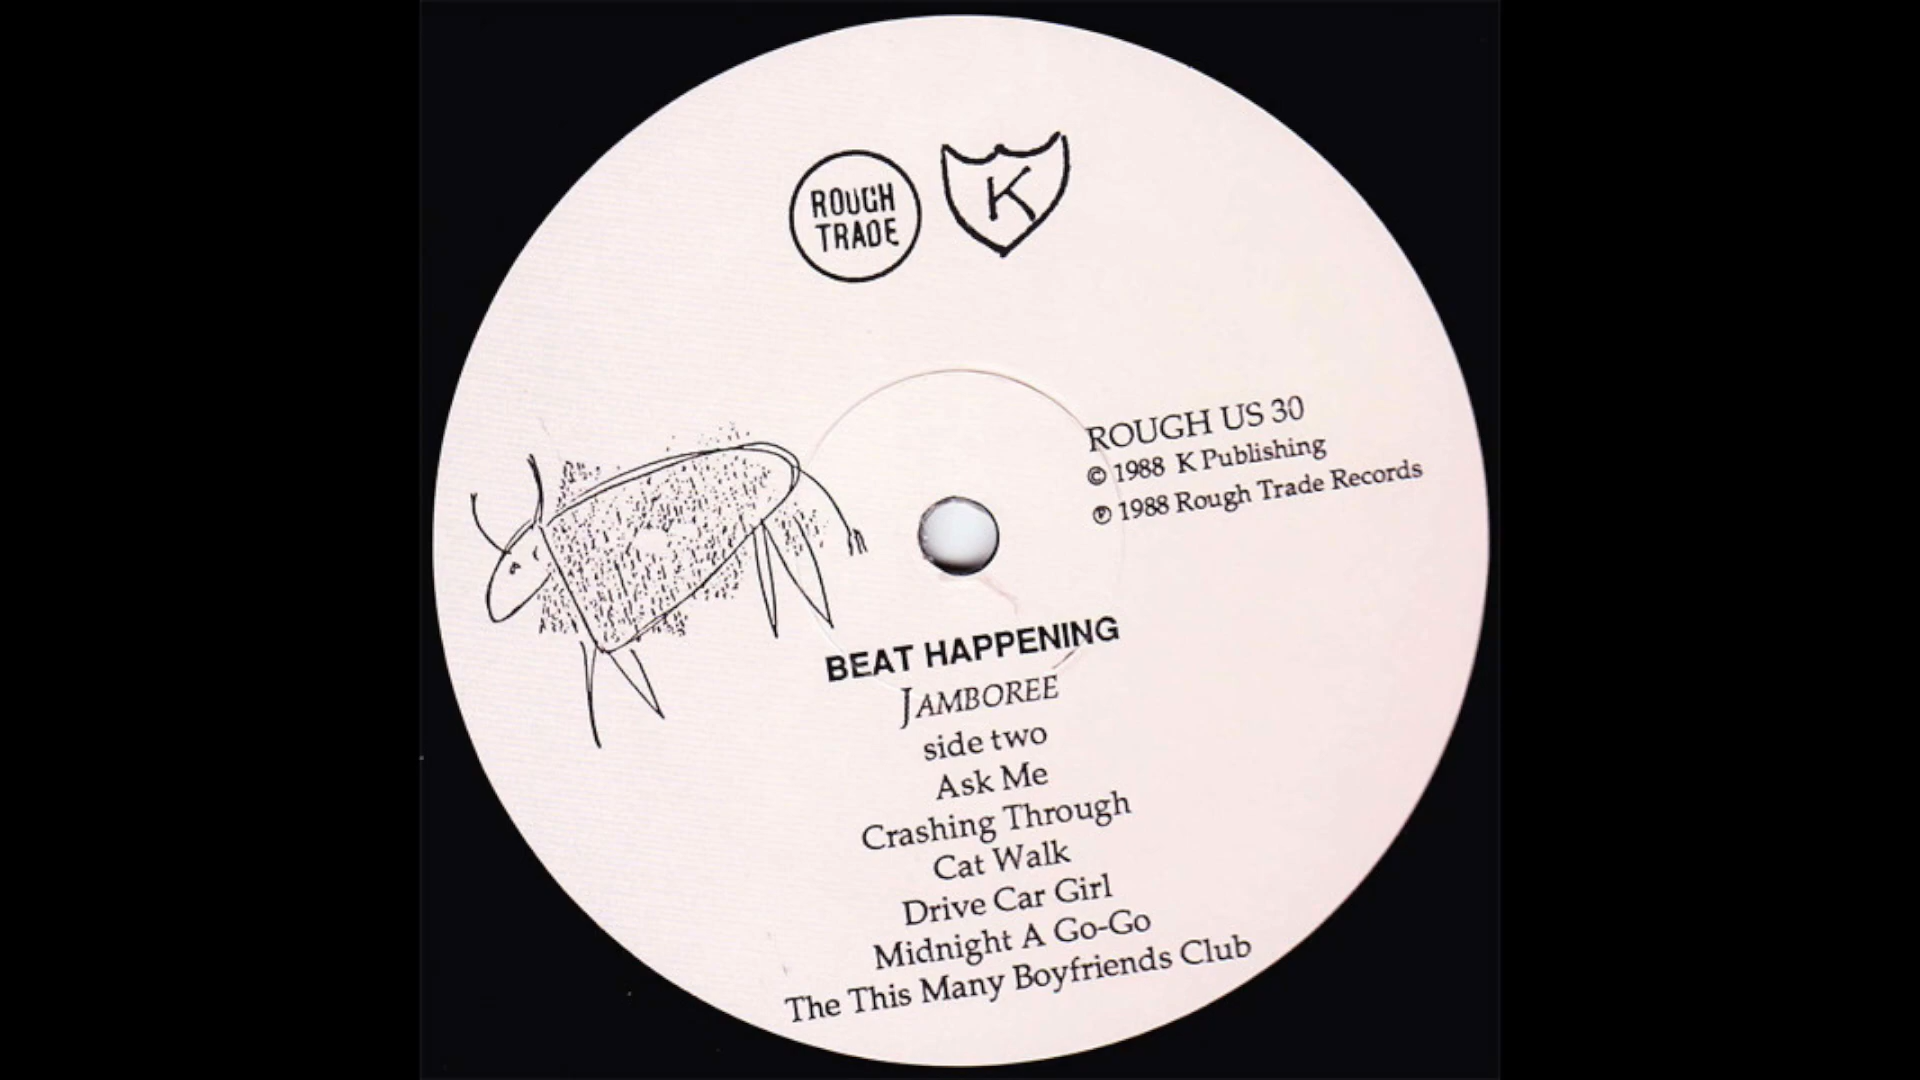 ROUGH
TRADE
K
ROUGH US 30
© 1988 K Publishing
℗ 1988 Rough Trade Records
BEAT HAPPENING
JAMBOREE
side two
Ask Me
Crashing Through
Cat Walk
Drive Car Girl
Midnight A Go-Go
The This Many Boyfriends Club